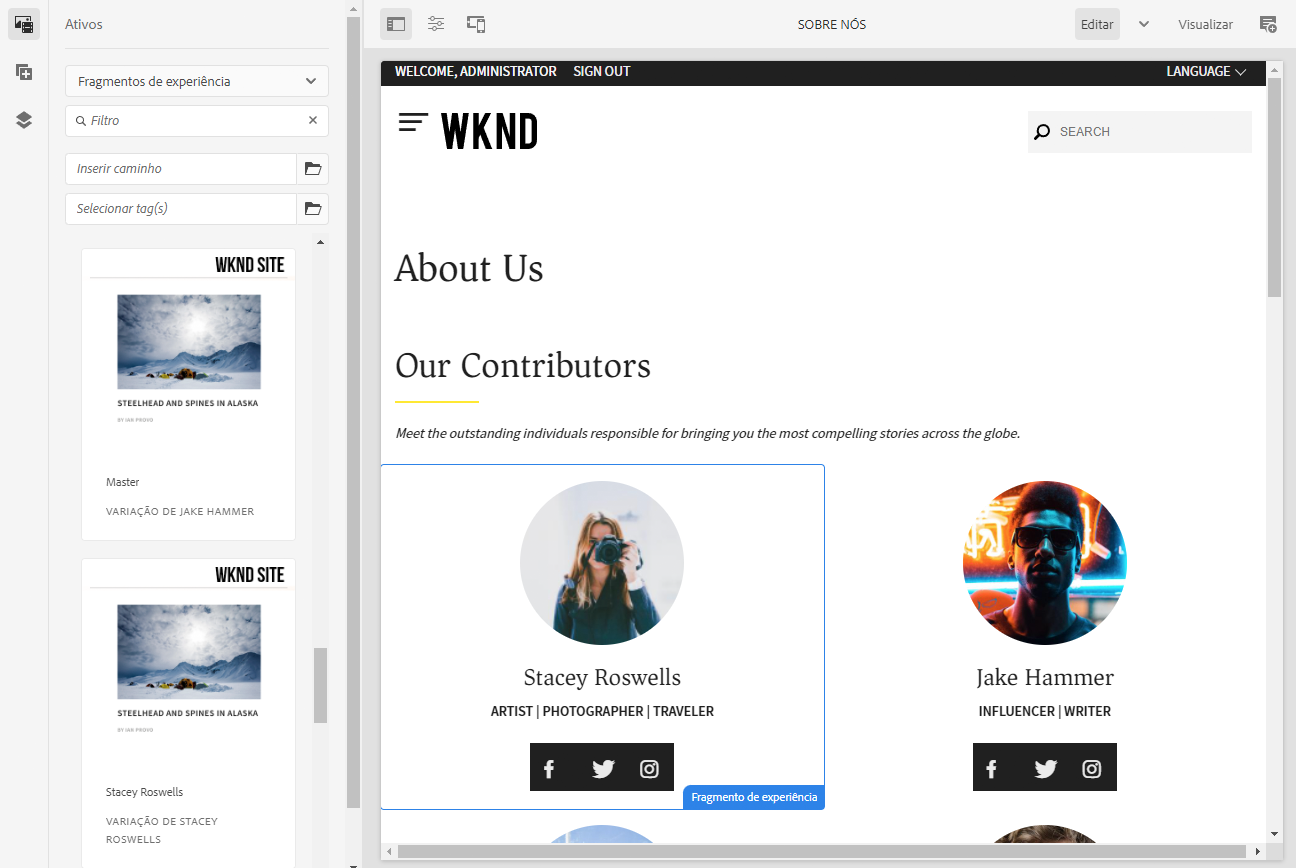 Ativos
Fragmentos de experiência
Filtro
Inserir caminho
Selecionar tag(s)
WKND SITE
STEELHEAD AND SPINES IN ALASKA
BY IAN PROVO
Master
VARIAÇÃO DE JAKE HAMMER
WKND SITE
STEELHEAD AND SPINES IN ALASKA
BY IAN PROVO
Stacey Roswells
VARIAÇÃO DE STACEY
ROSWELLS
SOBRE NÓS
Editar
Visualizar
WELCOME, ADMINISTRATOR SIGN OUT LANGUAGE
WKND
SEARCH
About Us
Our Contributors
Meet the outstanding individuals responsible for bringing you the most compelling stories across the globe.
Stacey Roswells
ARTIST | PHOTOGRAPHER | TRAVELER
Fragmento de experiência
Jake Hammer
INFLUENCER | WRITER